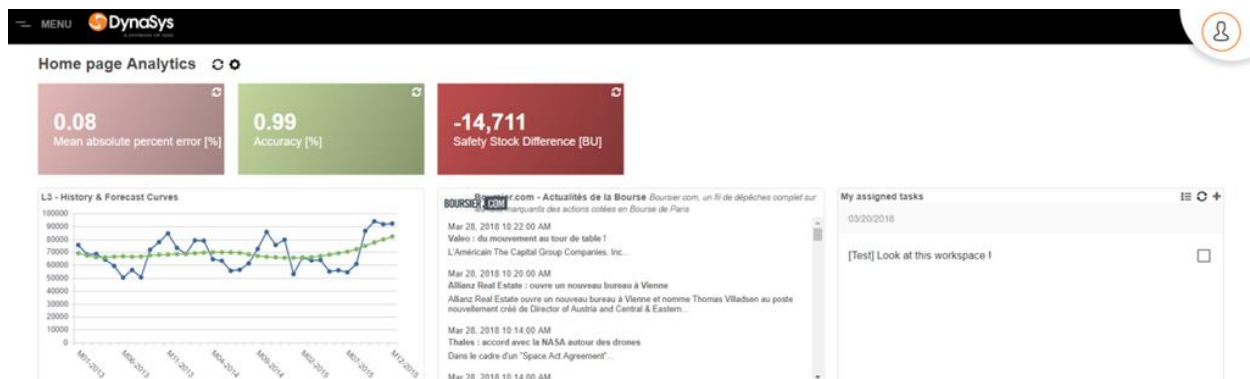 MENU DynaSys
A DIVISION OF QAD
Home page Analytics
0.08
Mean absolute percent error [%]
0.99
Accuracy [%]
-14,711
Safety Stock Difference [BU]
L3 - History & Forecast Curves
100000
90000
80000
70000
60000
50000
40000
30000
20000
10000
0
M01-2013
M06-2013
M11-2013
M04-2014
M09-2014
M02-2015
M07-2015
M12-2015
BOURSIER.COM
Boursier.com - Actualités de la Bourse Boursier.com, un fil de dépêches complet sur
marquants des actions cotées en Bourse de Paris
Mar 28, 2018 10:22:00 AM
Valeo : du mouvement au tour de table !
L'Américain The Capital Group Companies, Inc...
Mar 28, 2018 10:20:00 AM
Allianz Real Estate : ouvre un nouveau bureau à Vienne
Allianz Real Estate ouvre un nouveau bureau à Vienne et nomme Thomas Villadsen au poste
nouvellement créé de Director of Austria and Central & Eastern...
Mar 28, 2018 10:14:00 AM
Thales : accord avec la NASA autour des drones
Dans le cadre d'un "Space Act Agreement"...
Mar 28, 2018 10:14:00 AM
My assigned tasks
03/20/2018
[Test] Look at this workspace !